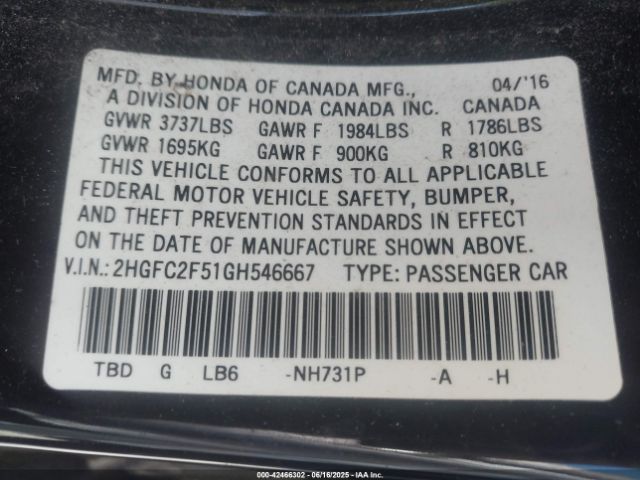 MFD. BY HONDA OF CANADA MFG., 04/'16
A DIVISION OF HONDA CANADA INC. CANADA
GVWR 3737LBS GAWR F 1984LBS R 1786LBS
GVWR 1695KG GAWR F 900KG R 810KG
THIS VEHICLE CONFORMS TO ALL APPLICABLE
FEDERAL MOTOR VEHICLE SAFETY, BUMPER,
AND THEFT PREVENTION STANDARDS IN EFFECT
ON THE DATE OF MANUFACTURE SHOWN ABOVE.
V.I.N.: 2HGFC2F51GH546667 TYPE: PASSENGER CAR
TBD G LB6 -NH731P -A -H
000-42466302 - 06/16/2025 - IAA Inc.